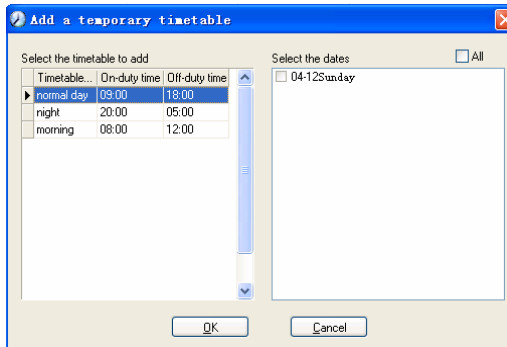 Add a temporary timetable
Select the timetable to add
Timetable... On-duty time Off-duty time
normal day 09:00 18:00
night 20:00 05:00
morning 08:00 12:00
Select the dates All
04-12Sunday
OK Cancel